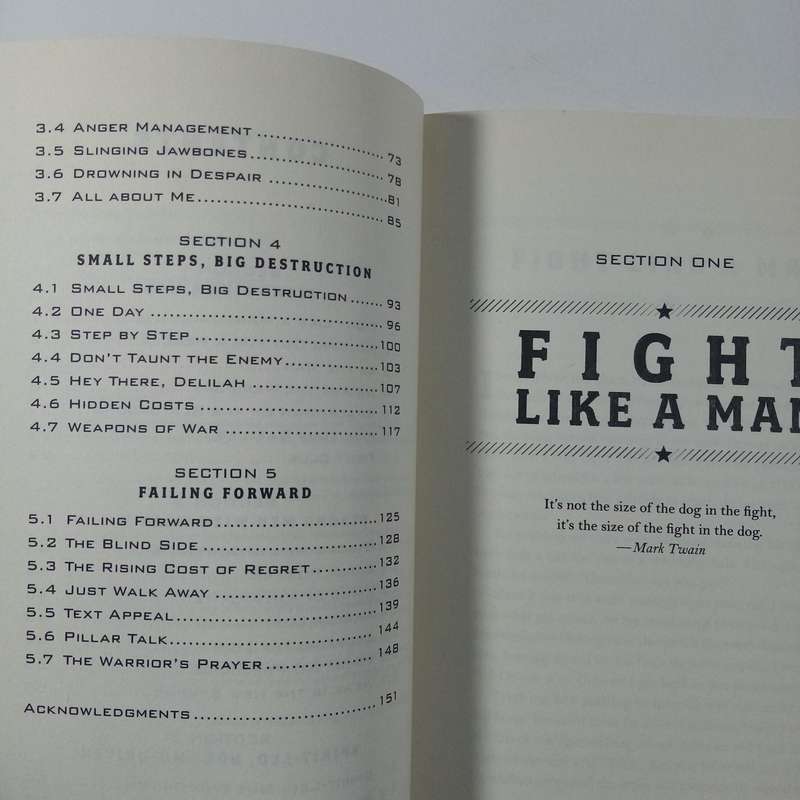 3.4 Anger Management .......... 73
3.5 Slinging Jawbones .......... 78
3.6 Drowning in Despair .......... 81
3.7 All about Me .......... 85
SECTION 4
SMALL STEPS, BIG DESTRUCTION
4.1 Small Steps, Big Destruction .......... 93
4.2 One Day .......... 96
4.3 Step by Step .......... 100
4.4 Don't Taunt the Enemy .......... 103
4.5 Hey There, Delilah .......... 107
4.6 Hidden Costs .......... 112
4.7 Weapons of War .......... 117
SECTION 5
FAILING FORWARD
5.1 Failing Forward .......... 125
5.2 The Blind Side .......... 128
5.3 The Rising Cost of Regret .......... 132
5.4 Just Walk Away .......... 136
5.5 Text Appeal .......... 139
5.6 Pillar Talk .......... 144
5.7 The Warrior's Prayer .......... 148
Acknowledgments .......... 151
SECTION ONE
FIGHT
LIKE A MAN
It's not the size of the dog in the fight,
it's the size of the fight in the dog.
—Mark Twain